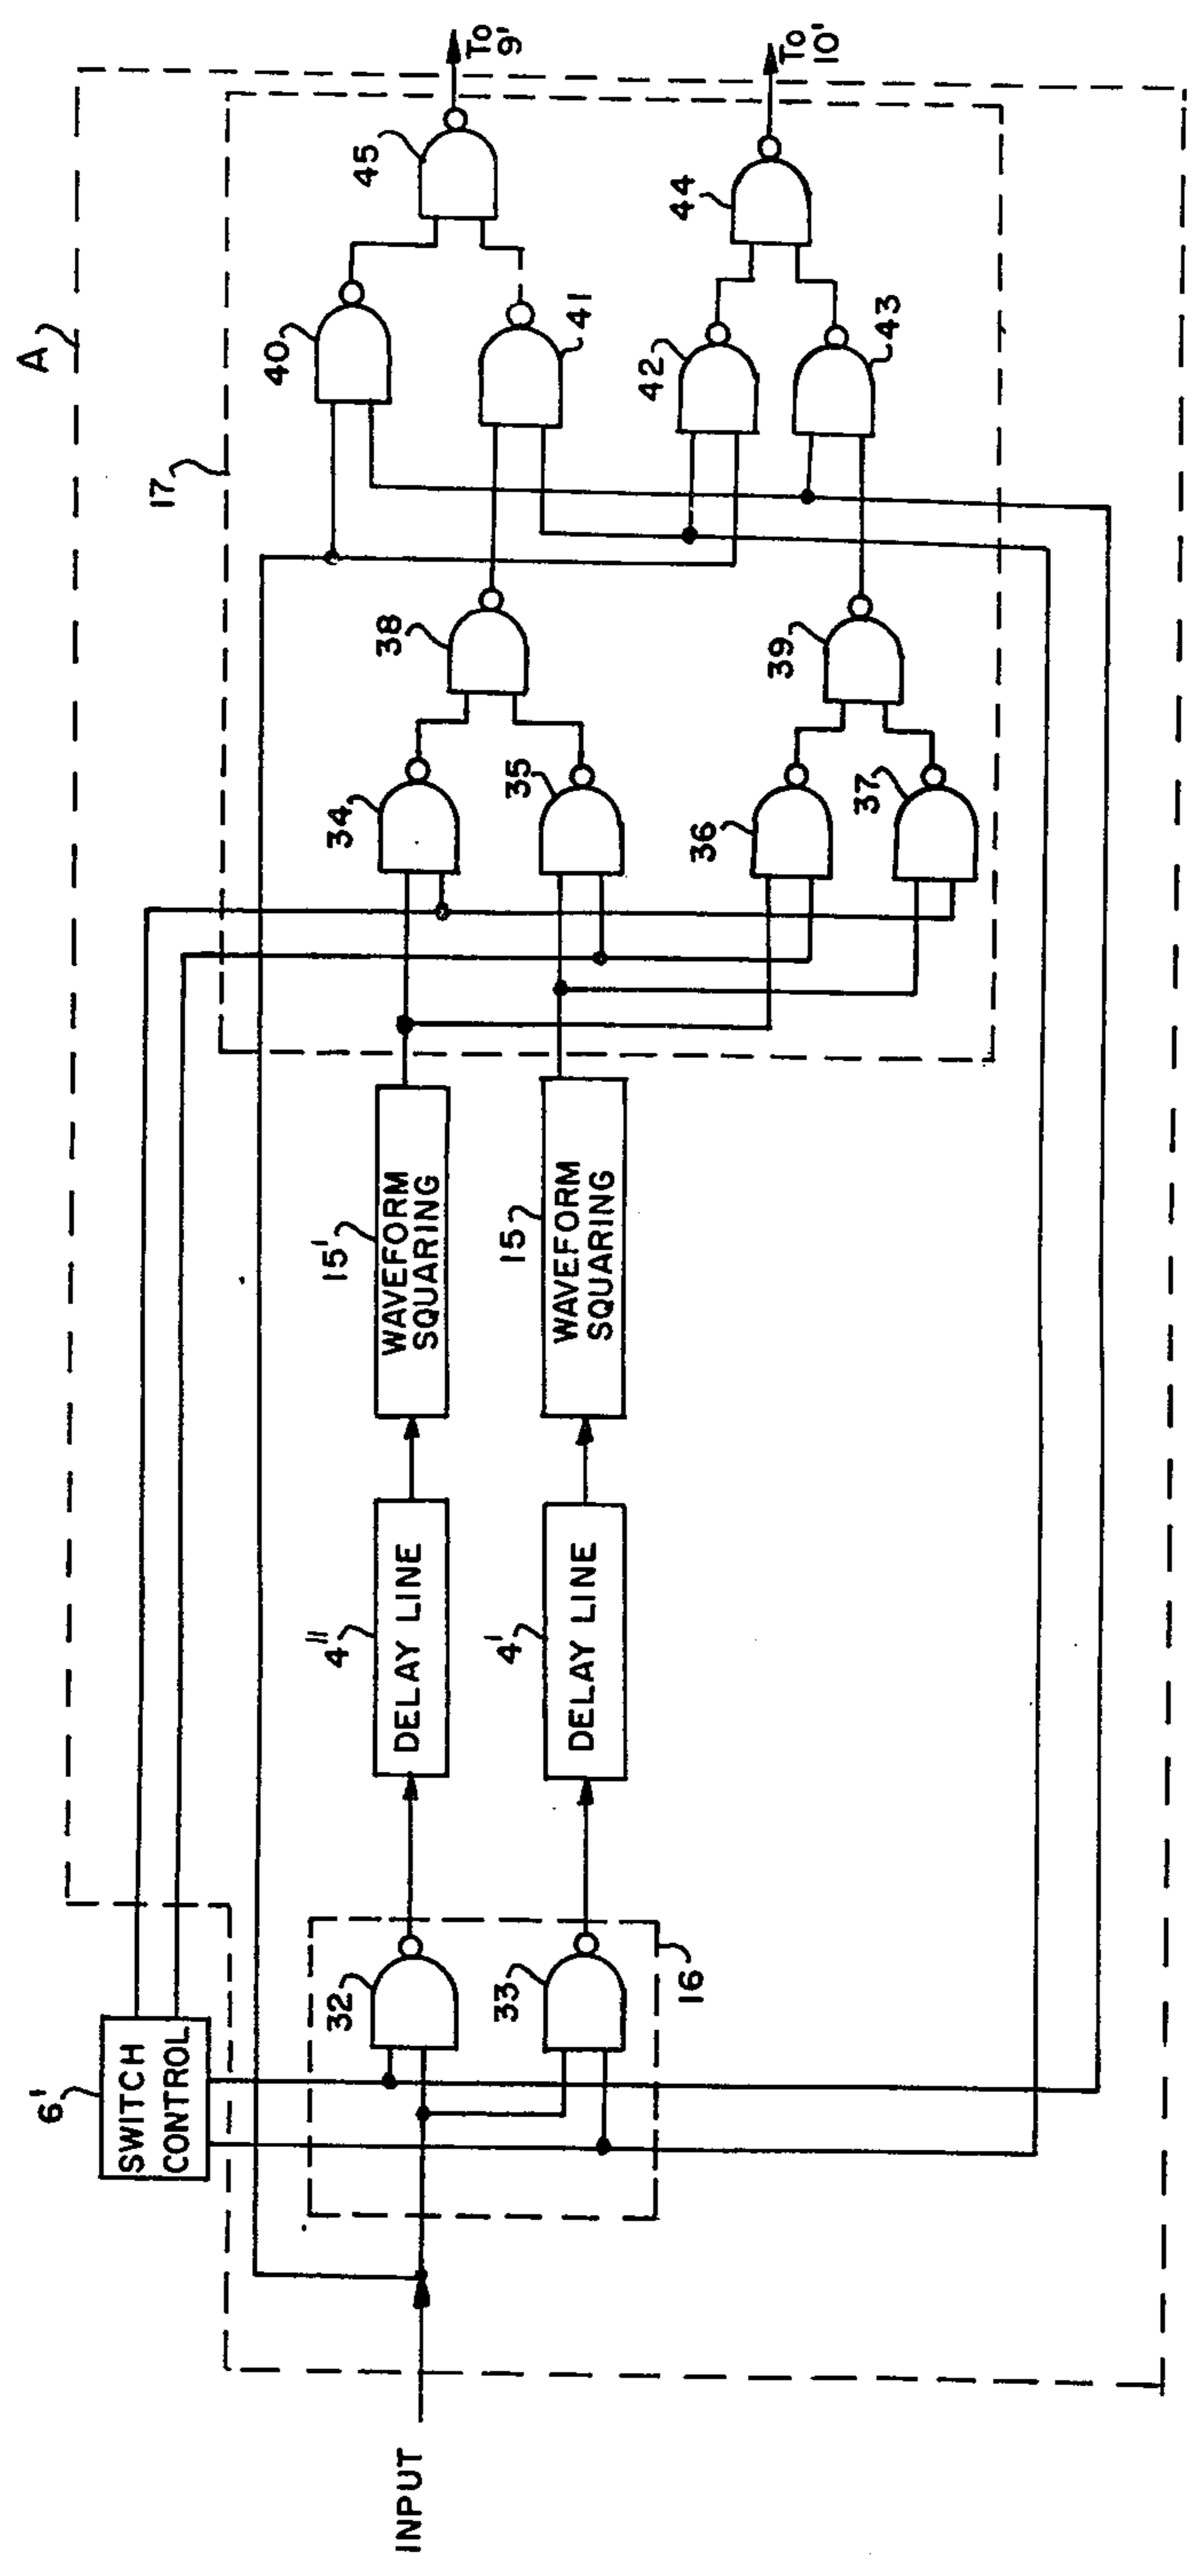 A
17
To
9'
45
40
41
To
10'
44
42
43
38
39
34
35
36
37
15'
WAVEFORM
SQUARING
15
WAVEFORM
SQUARING
4"
DELAY LINE
4'
DELAY LINE
6'
SWITCH
CONTROL
32
33
16
INPUT